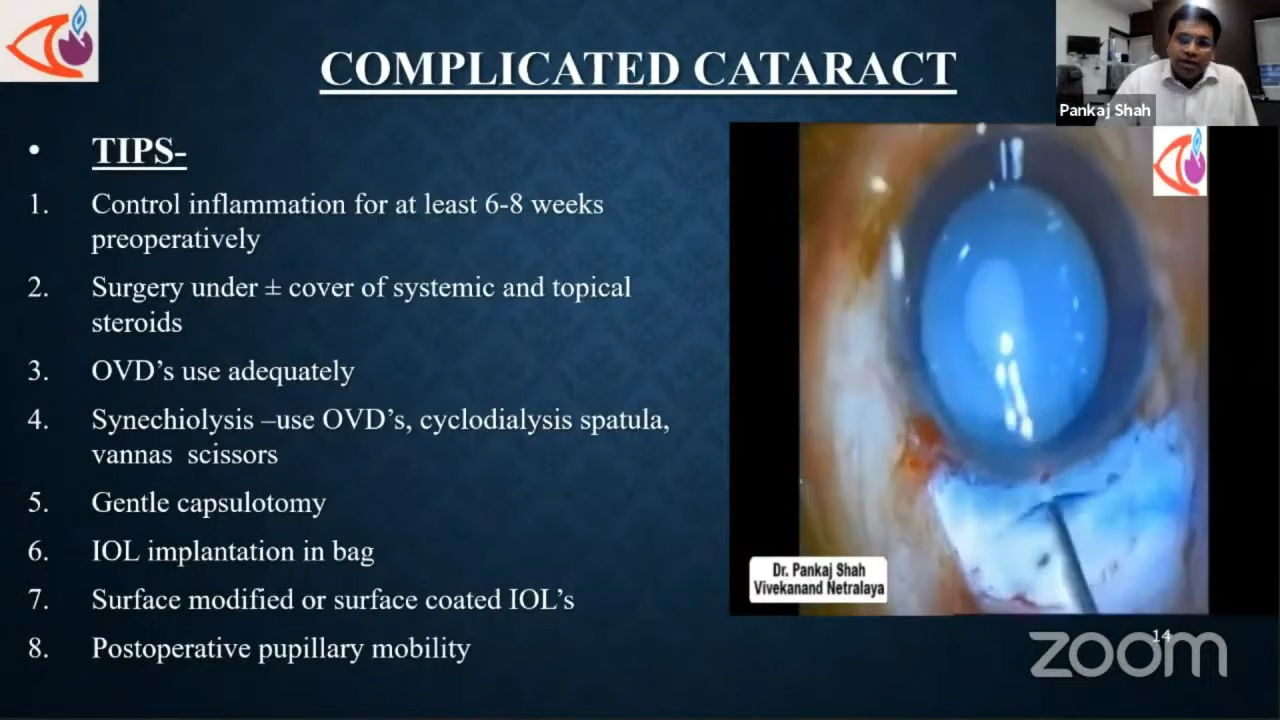 COMPLICATED CATARACT
Pankaj Shah
• TIPS-
1. Control inflammation for at least 6-8 weeks
preoperatively
2. Surgery under ± cover of systemic and topical
steroids
3. OVD’s use adequately
4. Synechiolysis –use OVD’s, cyclodialysis spatula,
vannas scissors
5. Gentle capsulotomy
6. IOL implantation in bag
7. Surface modified or surface coated IOL’s
8. Postoperative pupillary mobility
Dr. Pankaj Shah
Vivekanand Netralaya
14
zoom